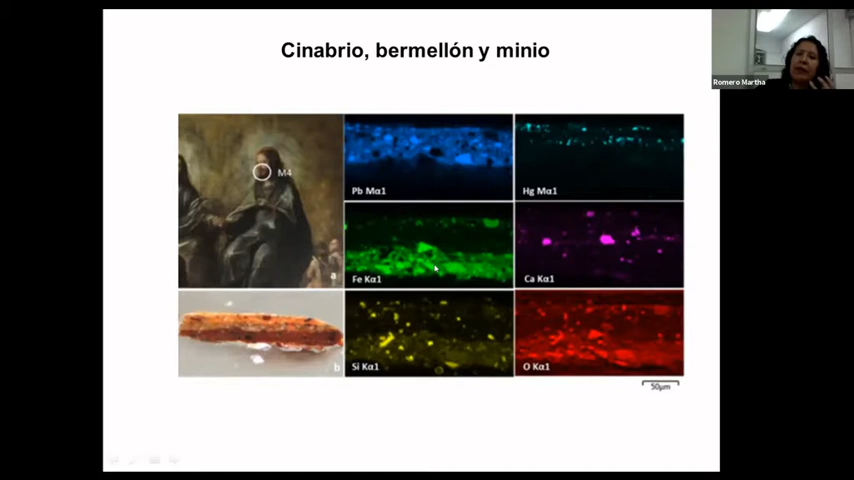 Cinabrio, bermellón y minio
Romero Martha
M4
a
Pb Mα1
Hg Mα1
Fe Kα1
Ca Kα1
b
Si Kα1
O Kα1
50µm